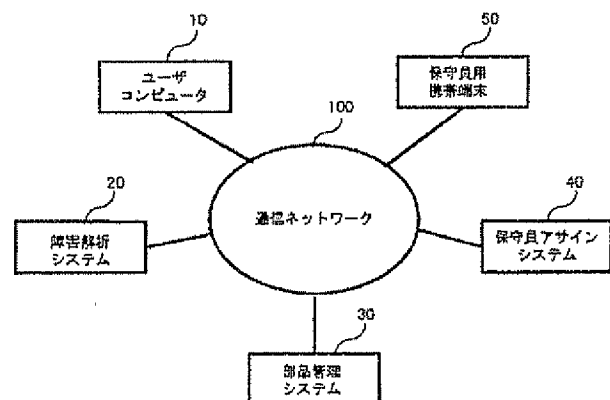 10
ユーザ
コンピュータ
50
保守員用
携帯端末
100
通信ネットワーク
20
障害解析
システム
40
保守員アサイン
システム
30
部品管理
システム